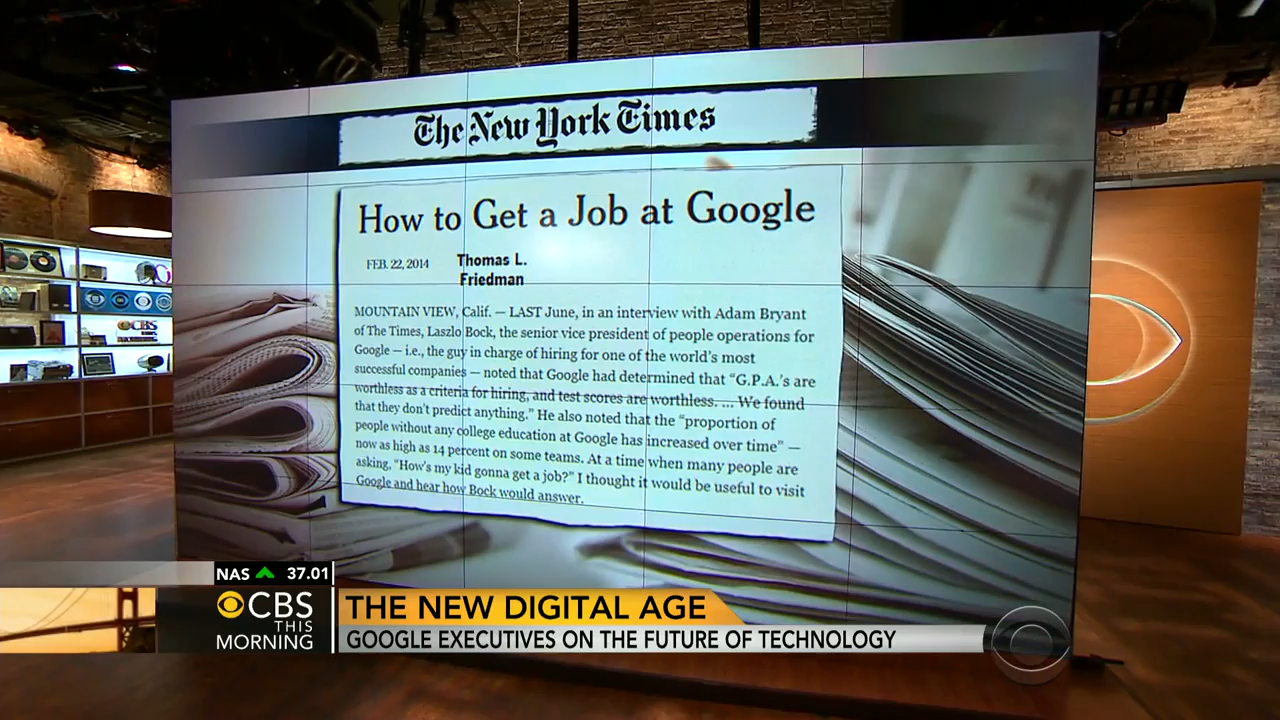 The New York Times
How to Get a Job at Google
FEB. 22, 2014
Thomas L.
Friedman
MOUNTAIN VIEW, Calif. — LAST June, in an interview with Adam Bryant
of The Times, Laszlo Bock, the senior vice president of people operations for
Google — i.e., the guy in charge of hiring for one of the world's most
successful companies — noted that Google had determined that “G.P.A.'s are
worthless as a criteria for hiring, and test scores are worthless. ... We found
that they don't predict anything.” He also noted that the “proportion of
people without any college education at Google has increased over time” —
now as high as 14 percent on some teams. At a time when many people are
asking, “How's my kid gonna get a job?” I thought it would be useful to visit
Google and hear how Bock would answer.
CBS
NAS 37.01
CBS
THIS
MORNING
THE NEW DIGITAL AGE
GOOGLE EXECUTIVES ON THE FUTURE OF TECHNOLOGY